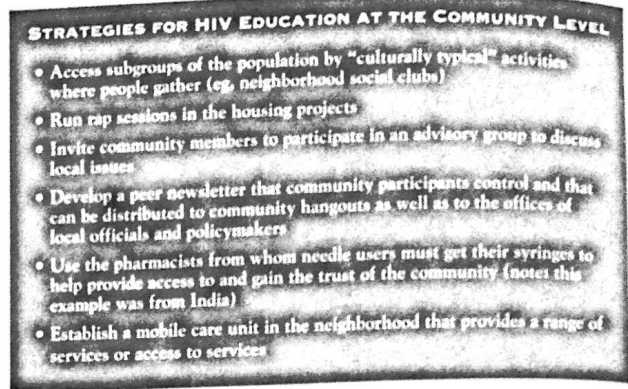 STRATEGIES FOR HIV EDUCATION AT THE COMMUNITY LEVEL
• Access subgroups of the population by "culturally typical" activities
where people gather (eg, neighborhood social clubs)
• Run rap sessions in the housing projects
• Invite community members to participate in an advisory group to discuss
local issues
• Develop a peer newsletter that community participants control and that
can be distributed to community hangouts as well as to the offices of
local officials and policymakers
• Use the pharmacists from whom needle users must get their syringes to
help provide access to and gain the trust of the community (note: this
example was from India)
• Establish a mobile care unit in the neighborhood that provides a range of
services or access to services